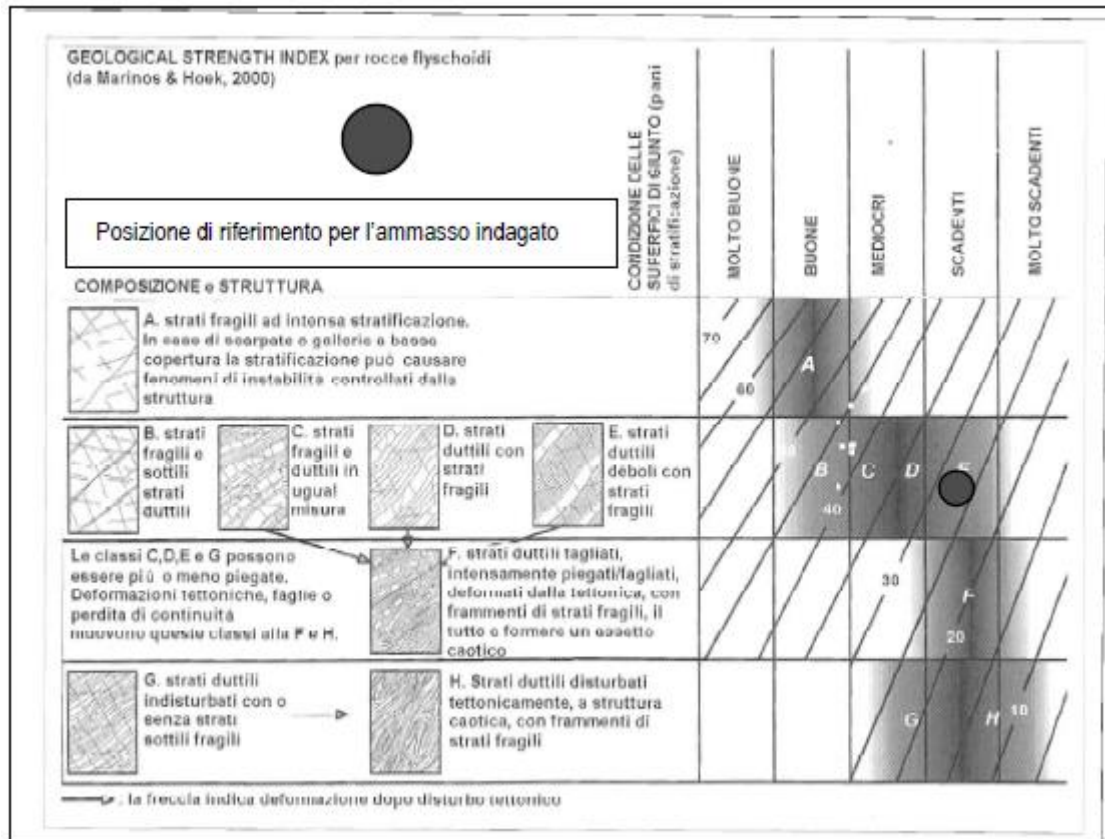 GEOLOGICAL STRENGTH INDEX per rocce flyschoidi
(da Marinos & Hoek, 2000)
Posizione di riferimento per l'ammasso indagato
COMPOSIZIONE e STRUTTURA
CONDIZIONE DELLE
SUFERFICI DI GIUNTO (piani
di stratificazione)
MOLTO BUONE
BUONE
MEDIOCRI
SCADENTI
MOLTO SCADENTI
A. strati fragili ad intensa stratificazione.
In caso di scarpate o gallerie a bassa
copertura la stratificazione può causare
fenomeni di instabilità controllati dalla
struttura
70
60
A
B. strati
fragili e
sottili
strati
duttili
C. strati
fragili e
duttili in
ugual
misura
D. strati
duttili con
strati
fragili
E. strati
duttili
deboli con
strati
fragili
B
C
D
40
Le classi C,D,E e G possono
essere più o meno piegate.
Deformazioni tettoniche, faglie o
perdita di continuità
muovono queste classi alla F e H.
F. strati duttili tagliati,
intensamente piegati/fagliati,
deformati dalla tettonica, con
frammenti di strati fragili, il
tutto a formare un assetto
caotico
30
F
20
G. strati duttili
indisturbati con o
senza strati
sottili fragili
H. Strati duttili disturbati
tettonicamente, a struttura
caotica, con frammenti di
strati fragili
G
H
10
: la freccia indica deformazione dopo disturbo tettonico